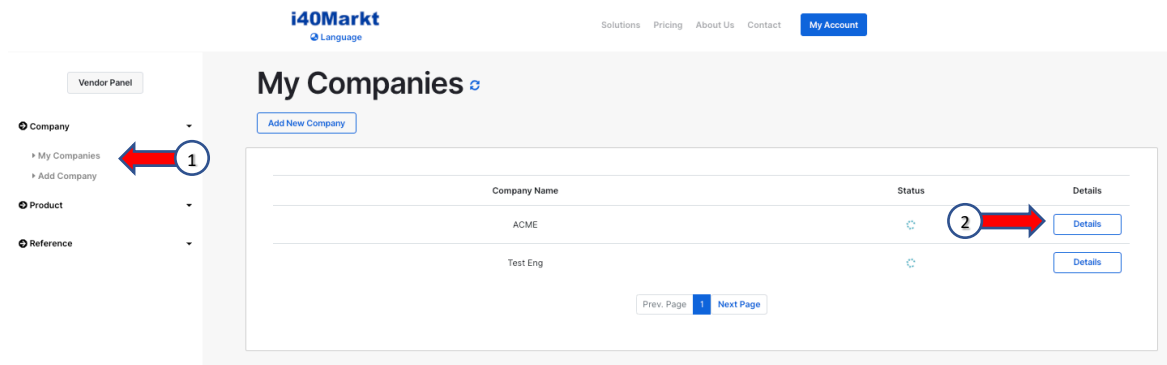 i40Markt
Language
Solutions Pricing About Us Contact My Account
Vendor Panel
Company
My Companies
Add Company
Product
Reference
1
My Companies
Add New Company
Company Name Status Details
ACME 2 Details
Test Eng Details
Prev. Page 1 Next Page